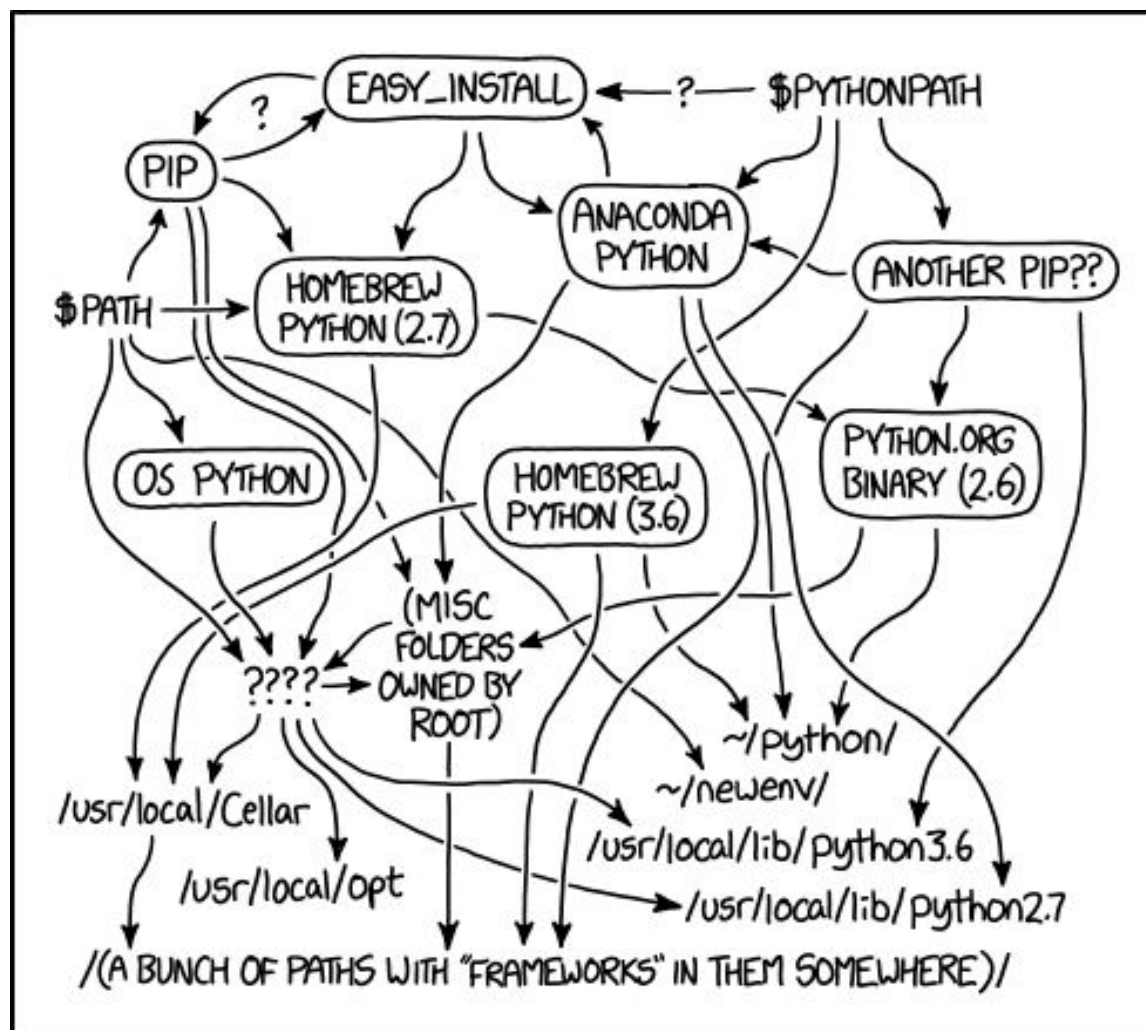 EASY_INSTALL
?
$PYTHONPATH
?
PIP
ANACONDA
PYTHON
ANOTHER PIP??
HOMEBREW
PYTHON (2.7)
$PATH
PYTHON.ORG
BINARY (2.6)
OS PYTHON
HOMEBREW
PYTHON (3.6)
(MISC
FOLDERS
OWNED BY
ROOT)
????
~/python/
~/newenv/
/usr/local/Cellar
/usr/local/lib/python3.6
/usr/local/opt
/usr/local/lib/python2.7
/(A BUNCH OF PATHS WITH "FRAMEWORKS" IN THEM SOMEWHERE)/